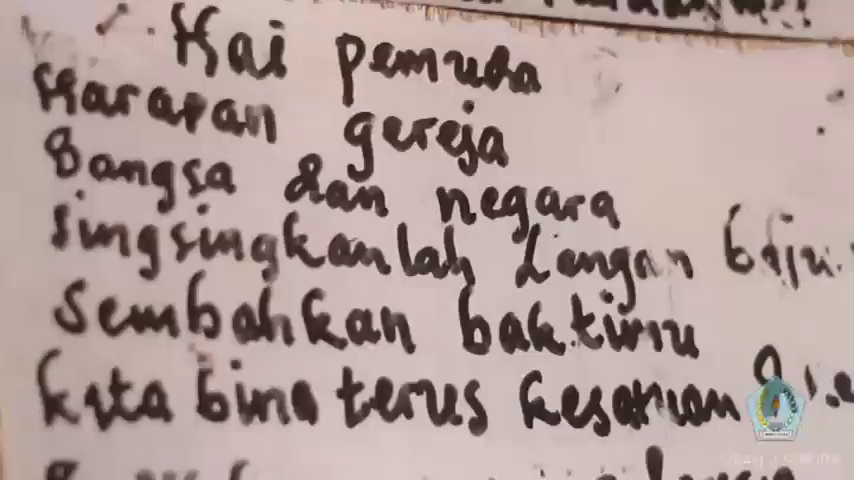 Hai pemuda
Harapan gereja
Bangsa dan negara
singsingkanlah Lengan baju.
Sembahkan baktimu
kita bina terus kesatuan